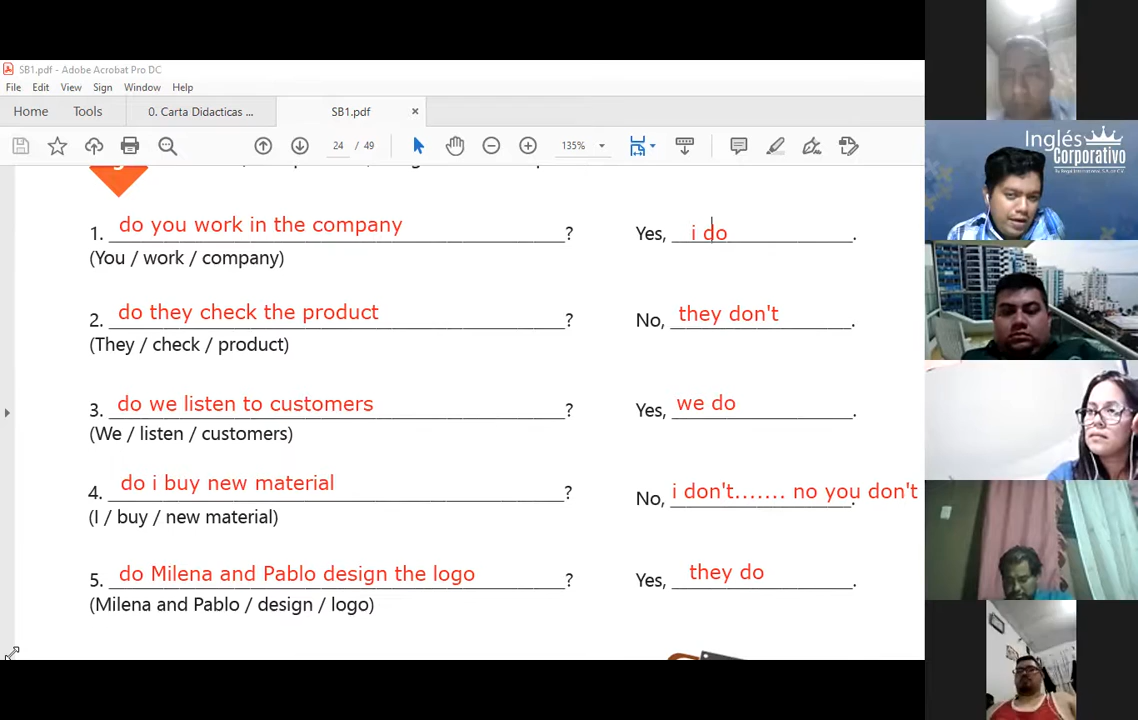 SB1.pdf - Adobe Acrobat Pro DC
File Edit View Sign Window Help
Home Tools 0. Carta Didacticas ... SB1.pdf ×
24 / 49 135%
1. do you work in the company ? Yes, i do .
(You / work / company)
2. do they check the product ? No, they don't .
(They / check / product)
3. do we listen to customers ? Yes, we do .
(We / listen / customers)
4. do i buy new material ? No, i don't....... no you don't .
(I / buy / new material)
5. do Milena and Pablo design the logo ? Yes, they do .
(Milena and Pablo / design / logo)
Inglés
Corporativo